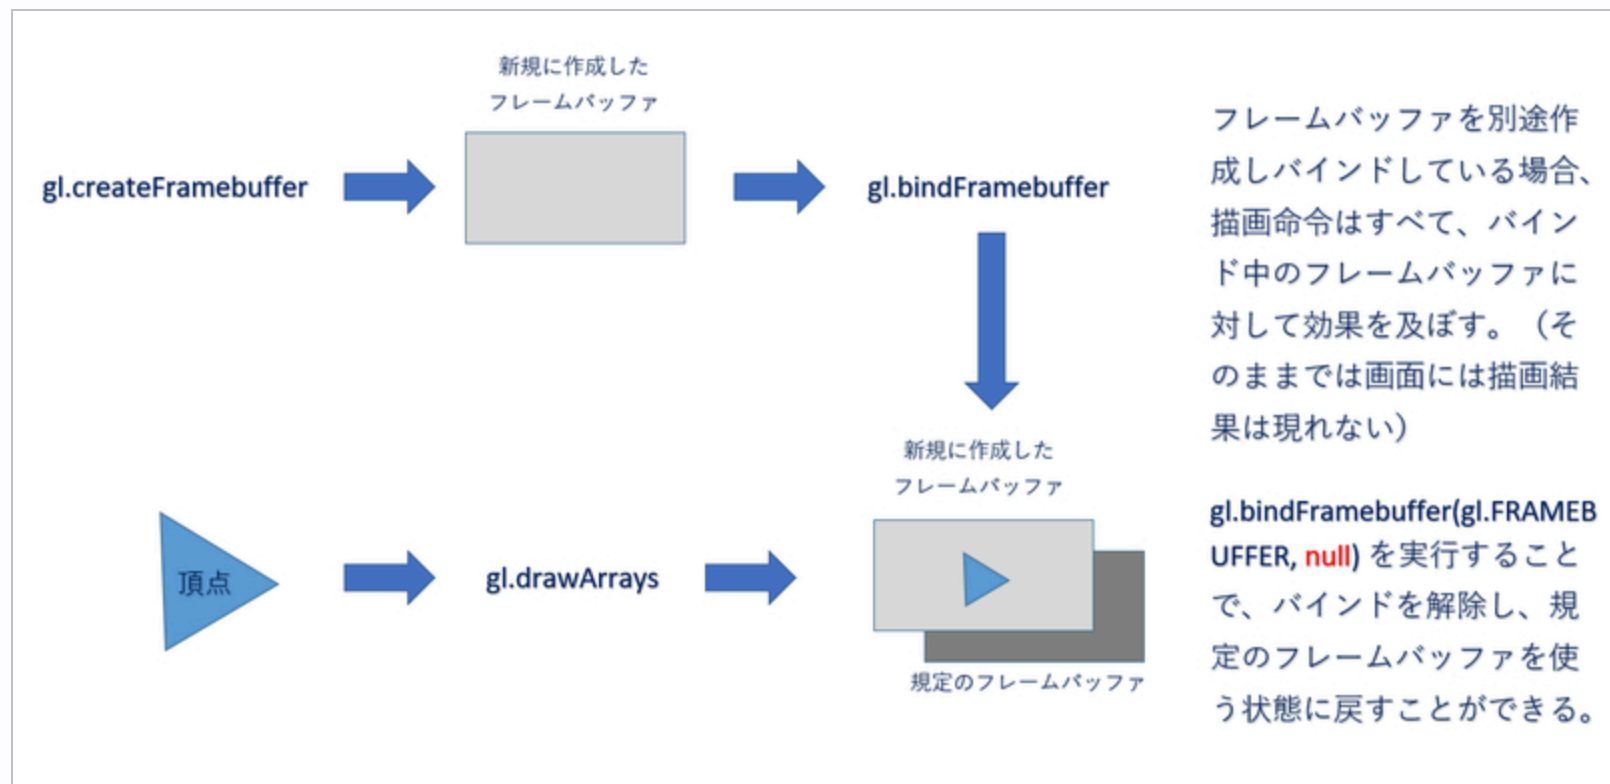 新規に作成した
フレームバッファ
gl.createFramebuffer
gl.bindFramebuffer
フレームバッファを別途作
成しバインドしている場合、
描画命令はすべて、バイン
ド中のフレームバッファに
対して効果を及ぼす。（そ
のままでは画面には描画結
果は現れない）
新規に作成した
フレームバッファ
頂点
gl.drawArrays
規定のフレームバッファ
gl.bindFramebuffer(gl.FRAMEB
UFFER, null) を実行すること
で、バインドを解除し、規
定のフレームバッファを使
う状態に戻すことができる。